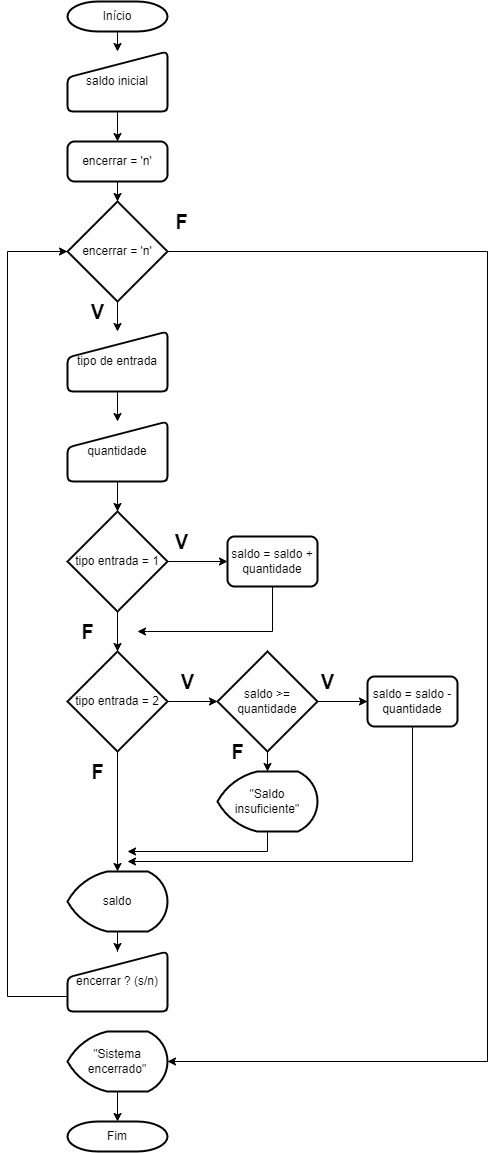 Início
saldo inicial
encerrar = 'n'
F
encerrar = 'n'
V
tipo de entrada
quantidade
V
tipo entrada = 1
saldo = saldo +
quantidade
F
V
V
tipo entrada = 2
saldo >=
quantidade
saldo = saldo -
quantidade
F
F
"Saldo
insuficiente"
saldo
encerrar ? (s/n)
"Sistema
encerrado"
Fim